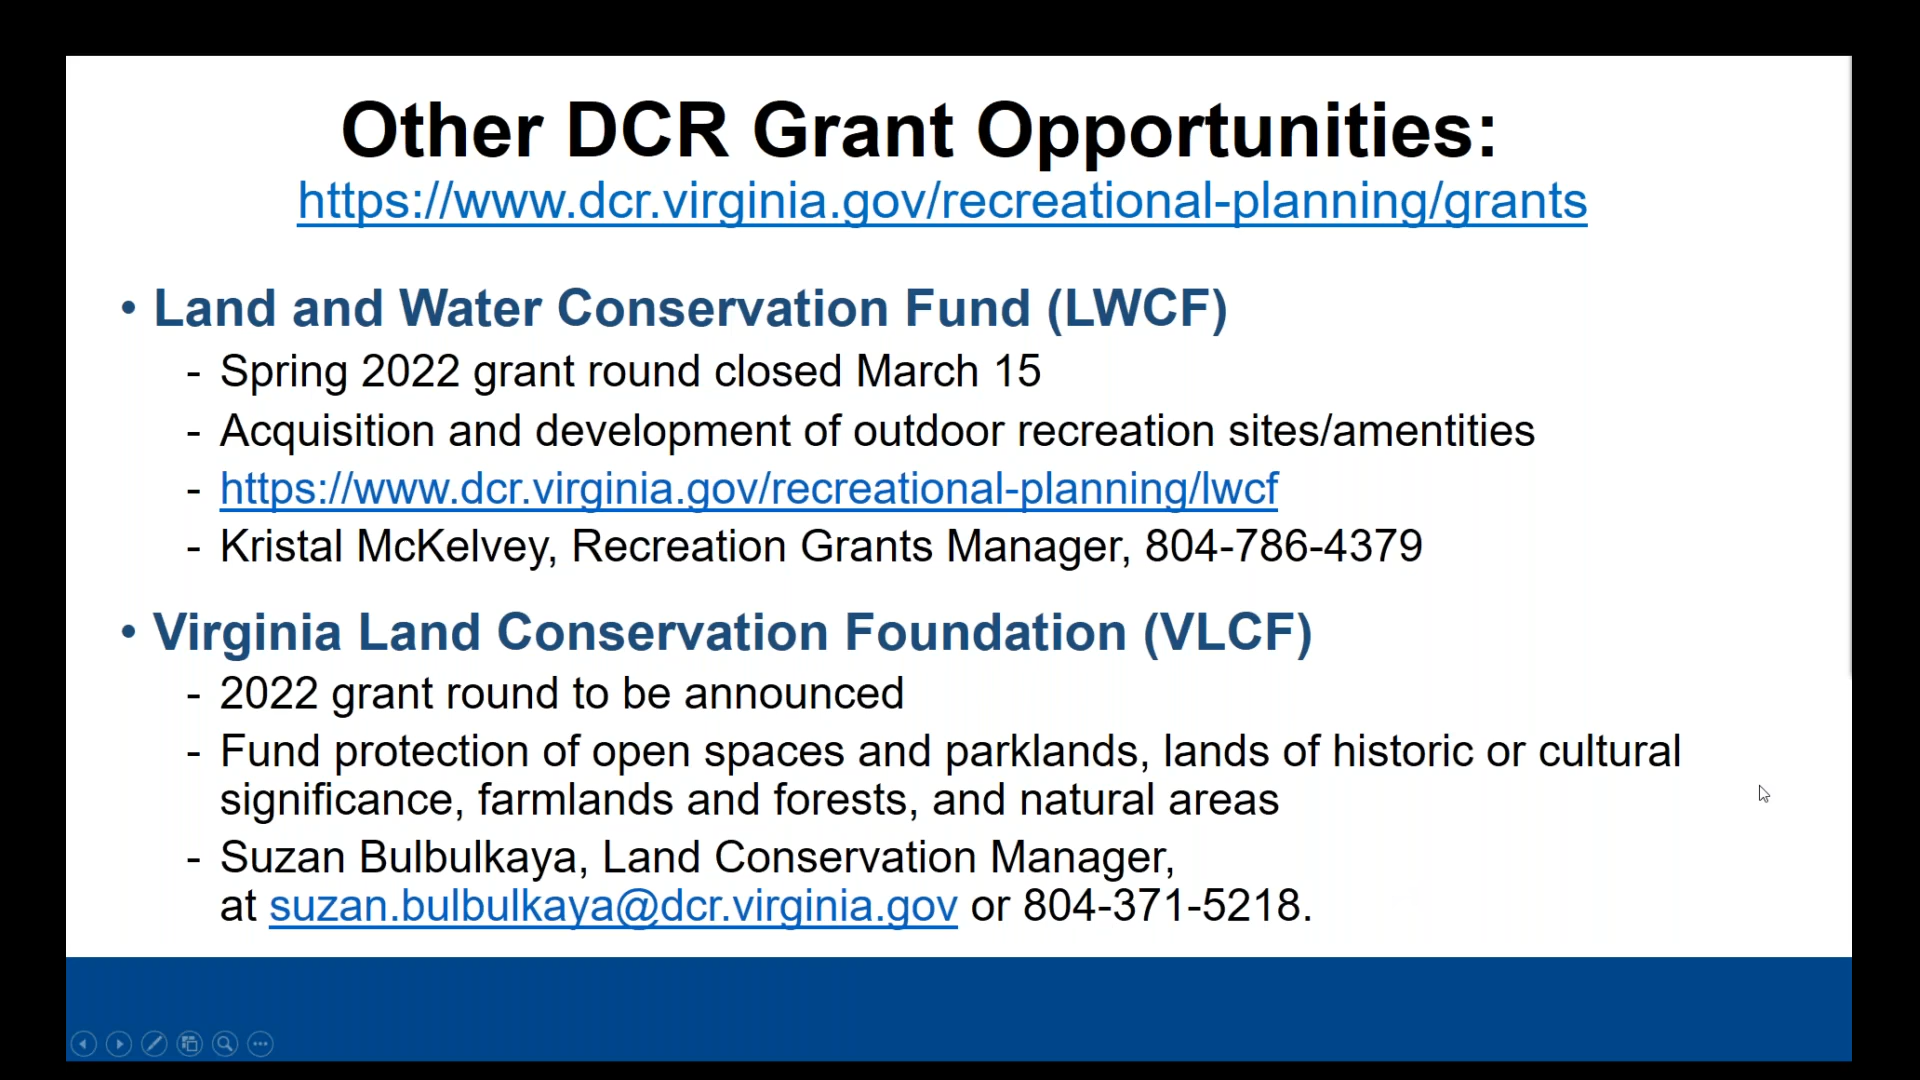 Other DCR Grant Opportunities:
https://www.dcr.virginia.gov/recreational-planning/grants
• Land and Water Conservation Fund (LWCF)
- Spring 2022 grant round closed March 15
- Acquisition and development of outdoor recreation sites/amentities
- https://www.dcr.virginia.gov/recreational-planning/lwcf
- Kristal McKelvey, Recreation Grants Manager, 804-786-4379
• Virginia Land Conservation Foundation (VLCF)
- 2022 grant round to be announced
- Fund protection of open spaces and parklands, lands of historic or cultural
significance, farmlands and forests, and natural areas
- Suzan Bulbulkaya, Land Conservation Manager,
at suzan.bulbulkaya@dcr.virginia.gov or 804-371-5218.